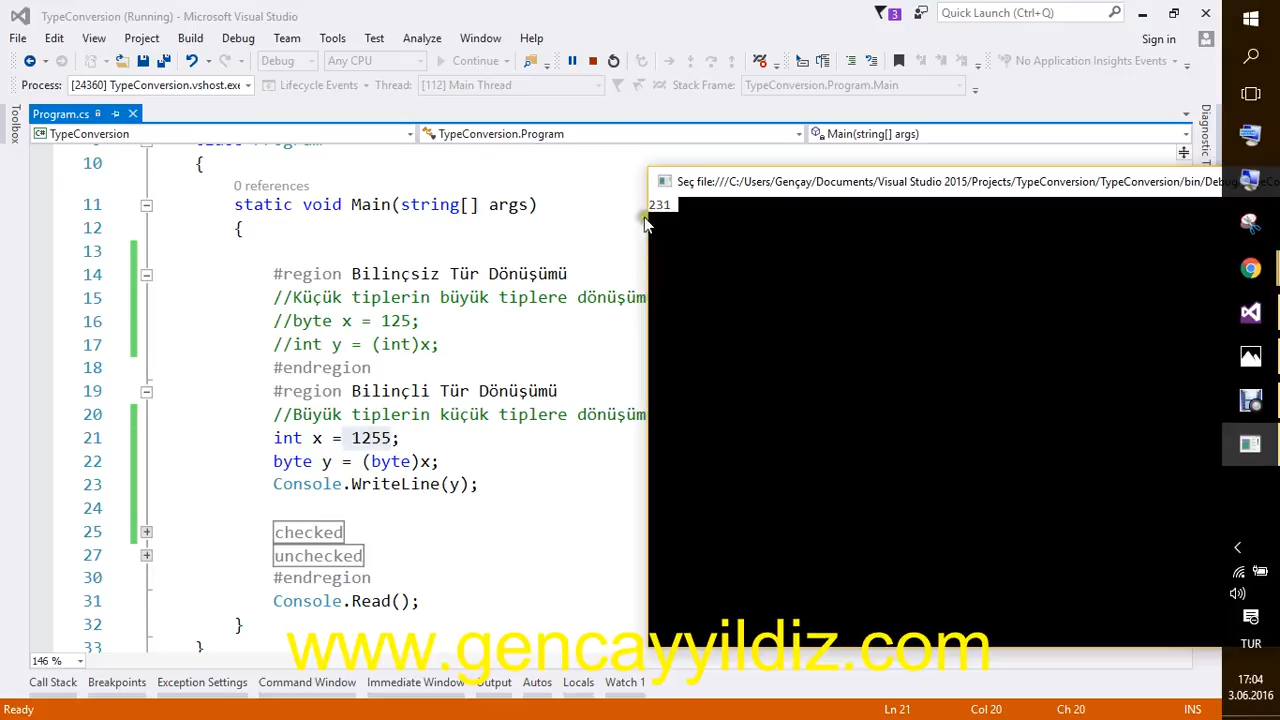 TypeConversion (Running) - Microsoft Visual Studio
3
Quick Launch (Ctrl+Q)
File Edit View Project Build Debug Team Tools Test Analyze Window Help
Sign in
Debug Any CPU Continue No Application Insights Events
Process: [24360] TypeConversion.vshost.exe Lifecycle Events Thread: [112] Main Thread Stack Frame: TypeConversion.Program.Main
Program.cs
Toolbox
Diagnostic
TypeConversion TypeConversion.Program Main(string[] args)
10 {
0 references
11 static void Main(string[] args)
12 {
13
14 #region Bilinçsiz Tür Dönüşümü
15 //Küçük tiplerin büyük tiplere dönüşüm
16 //byte x = 125;
17 //int y = (int)x;
18 #endregion
19 #region Bilinçli Tür Dönüşümü
20 //Büyük tiplerin küçük tiplere dönüşüm
21 int x = 1255;
22 byte y = (byte)x;
23 Console.WriteLine(y);
24
25 checked
27 unchecked
30 #endregion
31 Console.Read();
32 }
33 }
Seç file:///C:/Users/Gençay/Documents/Visual Studio 2015/Projects/TypeConversion/TypeConversion/bin/Debug
231
www.gencayyildiz.com
146 %
Call Stack Breakpoints Exception Settings Command Window Immediate Window Output Autos Locals Watch 1
Ready Ln 21 Col 20 Ch 20 INS
TUR
17:04
3.06.2016